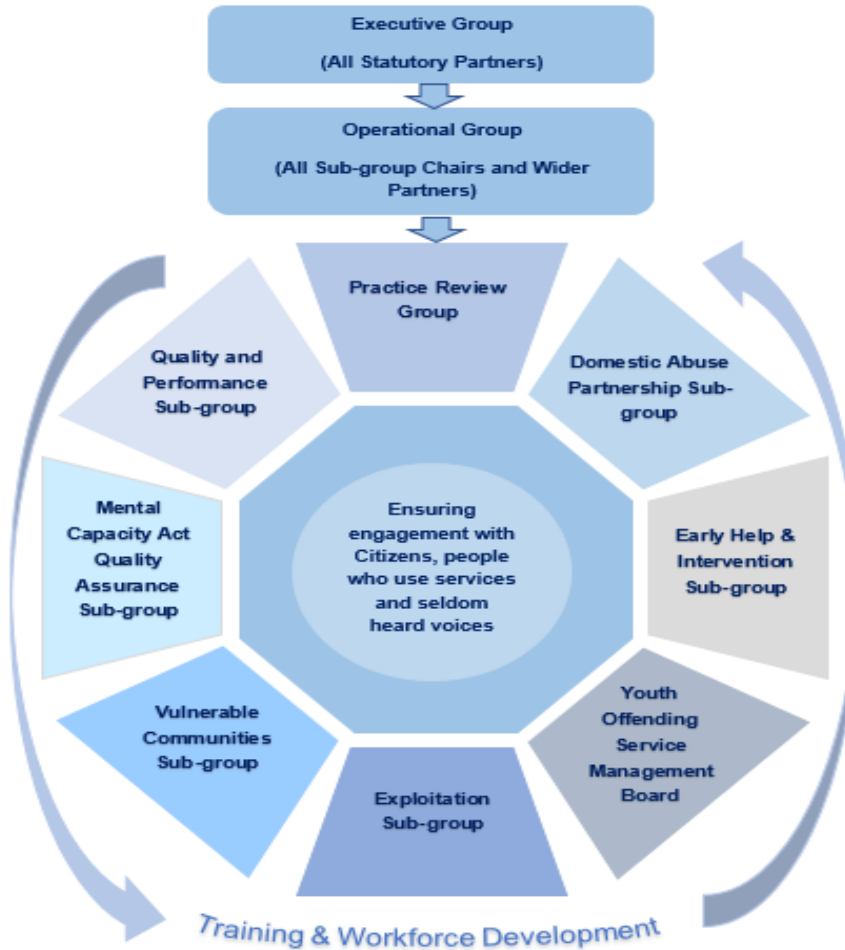 Executive Group
(All Statutory Partners)
Operational Group
(All Sub-group Chairs and Wider
Partners)
Practice Review
Group
Quality and
Performance
Sub-group
Domestic Abuse
Partnership Sub-
group
Mental
Capacity Act
Quality
Assurance
Sub-group
Ensuring
engagement with
Citizens, people
who use services
and seldom
heard voices
Early Help &
Intervention
Sub-group
Vulnerable
Communities
Sub-group
Youth
Offending
Service
Management
Board
Exploitation
Sub-group
Training & Workforce Development